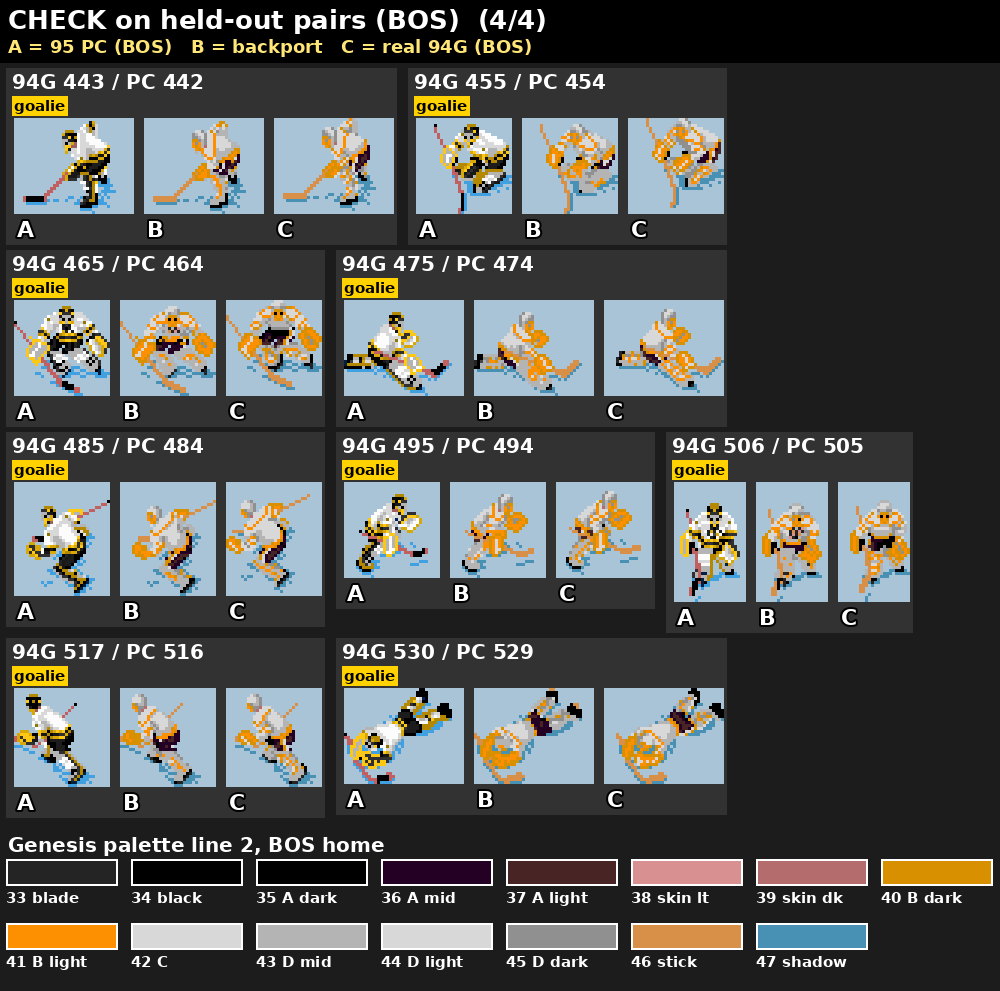 CHECK on held-out pairs (BOS)  (4/4)
A = 95 PC (BOS)   B = backport   C = real 94G (BOS)
94G 443 / PC 442
goalie
A B C
94G 455 / PC 454
goalie
A B C
94G 465 / PC 464
goalie
A B C
94G 475 / PC 474
goalie
A B C
94G 485 / PC 484
goalie
A B C
94G 495 / PC 494
goalie
A B C
94G 506 / PC 505
goalie
A B C
94G 517 / PC 516
goalie
A B C
94G 530 / PC 529
goalie
A B C
Genesis palette line 2, BOS home
33 blade 34 black 35 A dark 36 A mid 37 A light 38 skin lt 39 skin dk 40 B dark
41 B light 42 C 43 D mid 44 D light 45 D dark 46 stick 47 shadow